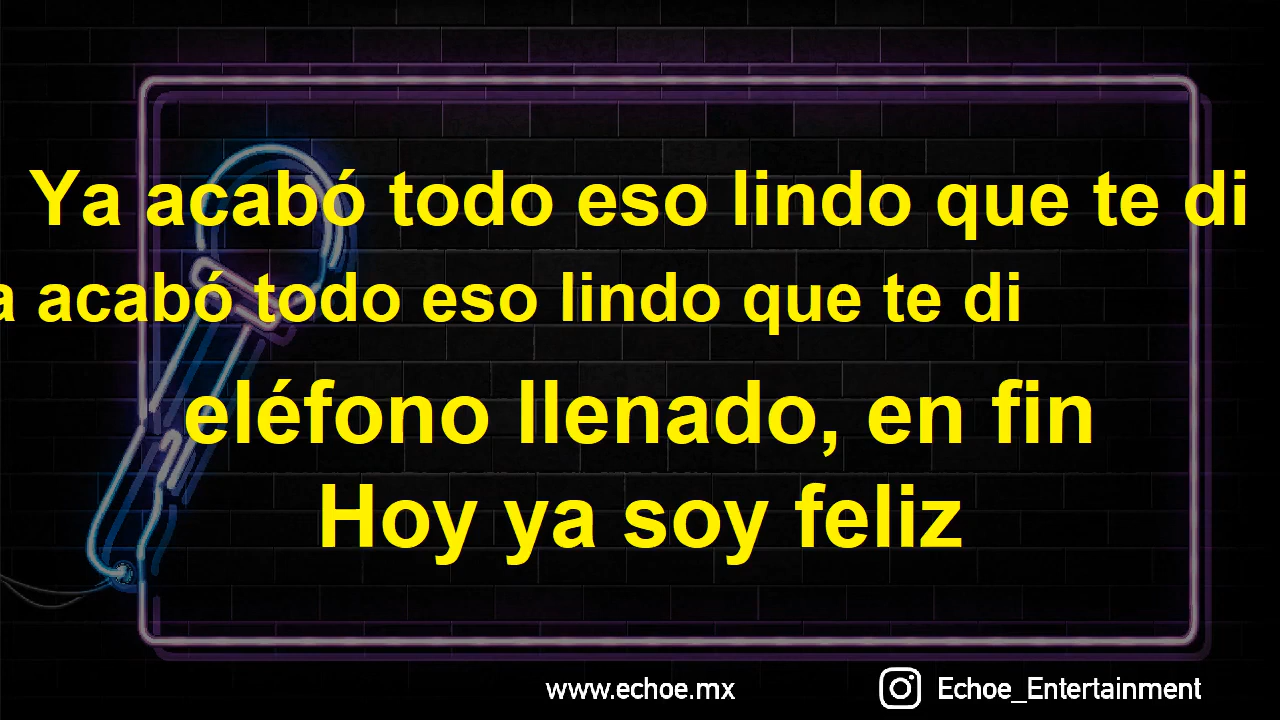 Ya acabó todo eso lindo que te di
a acabó todo eso lindo que te di
eléfono llenado, en fin
Hoy ya soy feliz
www.echoe.mx
Echoe_Entertainment